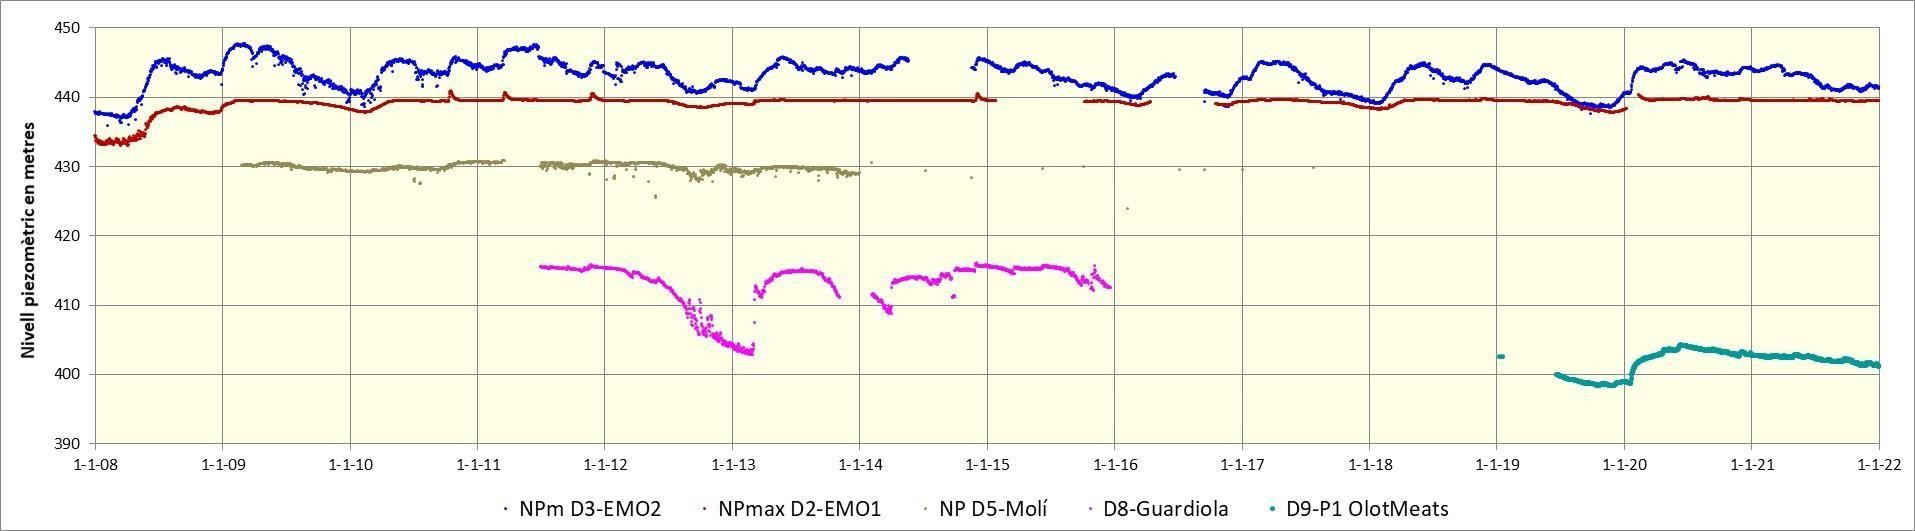 Nivell piezomètric en metres
450
440
430
420
410
400
390
1-1-08 1-1-09 1-1-10 1-1-11 1-1-12 1-1-13 1-1-14 1-1-15 1-1-16 1-1-17 1-1-18 1-1-19 1-1-20 1-1-21 1-1-22
NPm D3-EMO2 NPmax D2-EMO1 NP D5-Molí D8-Guardiola D9-P1 OlotMeats